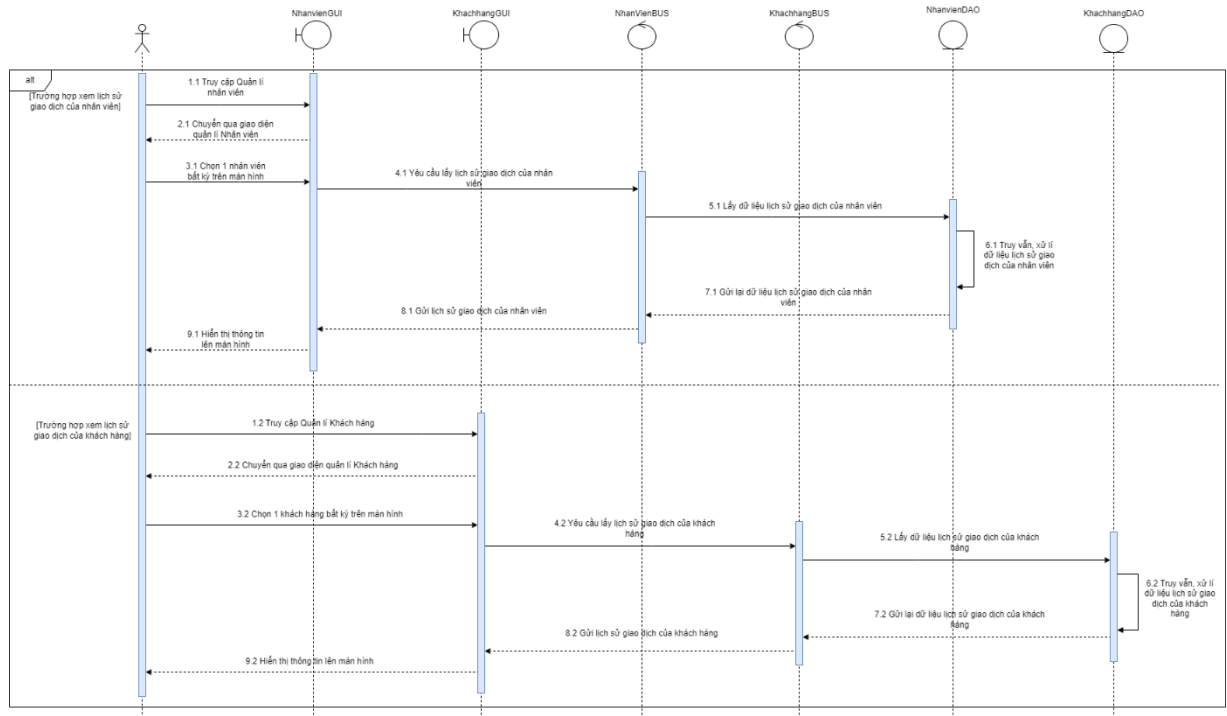 NhanvienGUI
KhachhangGUI
NhanVienBUS
KhachhangBUS
NhanvienDAO
KhachhangDAO
alt
[Trường hợp xem lịch sử
giao dịch của nhân viên]
1.1 Truy cập Quản lí
nhân viên
2.1 Chuyển qua giao diện
quản lí Nhân viên
3.1 Chọn 1 nhân viên
bất kỳ trên màn hình
4.1 Yêu cầu lấy lịch sử giao dịch của nhân
viên
5.1 Lấy dữ liệu lịch sử giao dịch của nhân viên
6.1 Truy vấn, xử lí
dữ liệu lịch sử giao
dịch của nhân viên
7.1 Gửi lại dữ liệu lịch sử giao dịch của nhân
viên
8.1 Gửi lịch sử giao dịch của nhân viên
9.1 Hiển thị thông tin
lên màn hình
[Trường hợp xem lịch sử
giao dịch của khách hàng]
1.2 Truy cập Quản lí Khách hàng
2.2 Chuyển qua giao diện quản lí Khách hàng
3.2 Chọn 1 khách hàng bất kỳ trên màn hình
4.2 Yêu cầu lấy lịch sử giao dịch của khách
hàng
5.2 Lấy dữ liệu lịch sử giao dịch của khách
hàng
6.2 Truy vấn, xử lí
dữ liệu lịch sử giao
dịch của khách
hàng
7.2 Gửi lại dữ liệu lịch sử giao dịch của khách
hàng
8.2 Gửi lịch sử giao dịch của khách hàng
9.2 Hiển thị thông tin lên màn hình